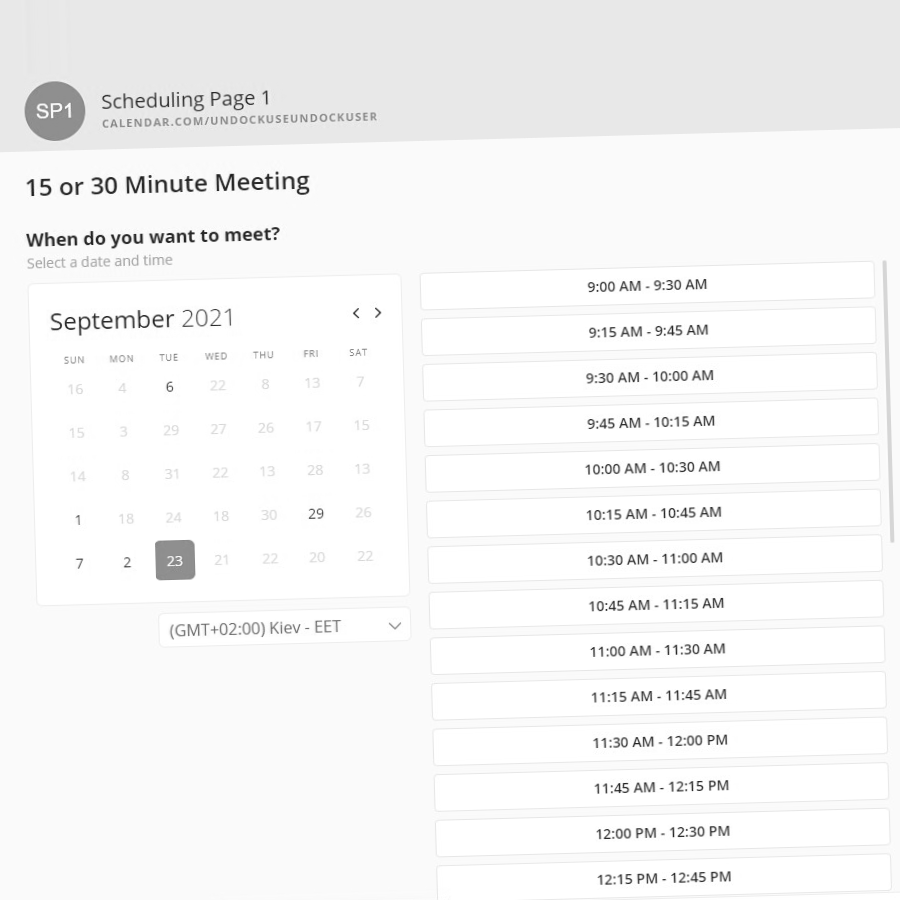 SP1
Scheduling Page 1
CALENDAR.COM/UNDOCKUSEUNDOCKUSER
15 or 30 Minute Meeting
When do you want to meet?
Select a date and time
September 2021
SUN MON TUE WED THU FRI SAT
16 4 6 22 8 13 7
15 3 29 27 26 17 15
14 8 31 22 13 28 13
1 18 24 18 30 29 26
7 2 23 21 22 20 22
(GMT+02:00) Kiev - EET
9:00 AM - 9:30 AM
9:15 AM - 9:45 AM
9:30 AM - 10:00 AM
9:45 AM - 10:15 AM
10:00 AM - 10:30 AM
10:15 AM - 10:45 AM
10:30 AM - 11:00 AM
10:45 AM - 11:15 AM
11:00 AM - 11:30 AM
11:15 AM - 11:45 AM
11:30 AM - 12:00 PM
11:45 AM - 12:15 PM
12:00 PM - 12:30 PM
12:15 PM - 12:45 PM